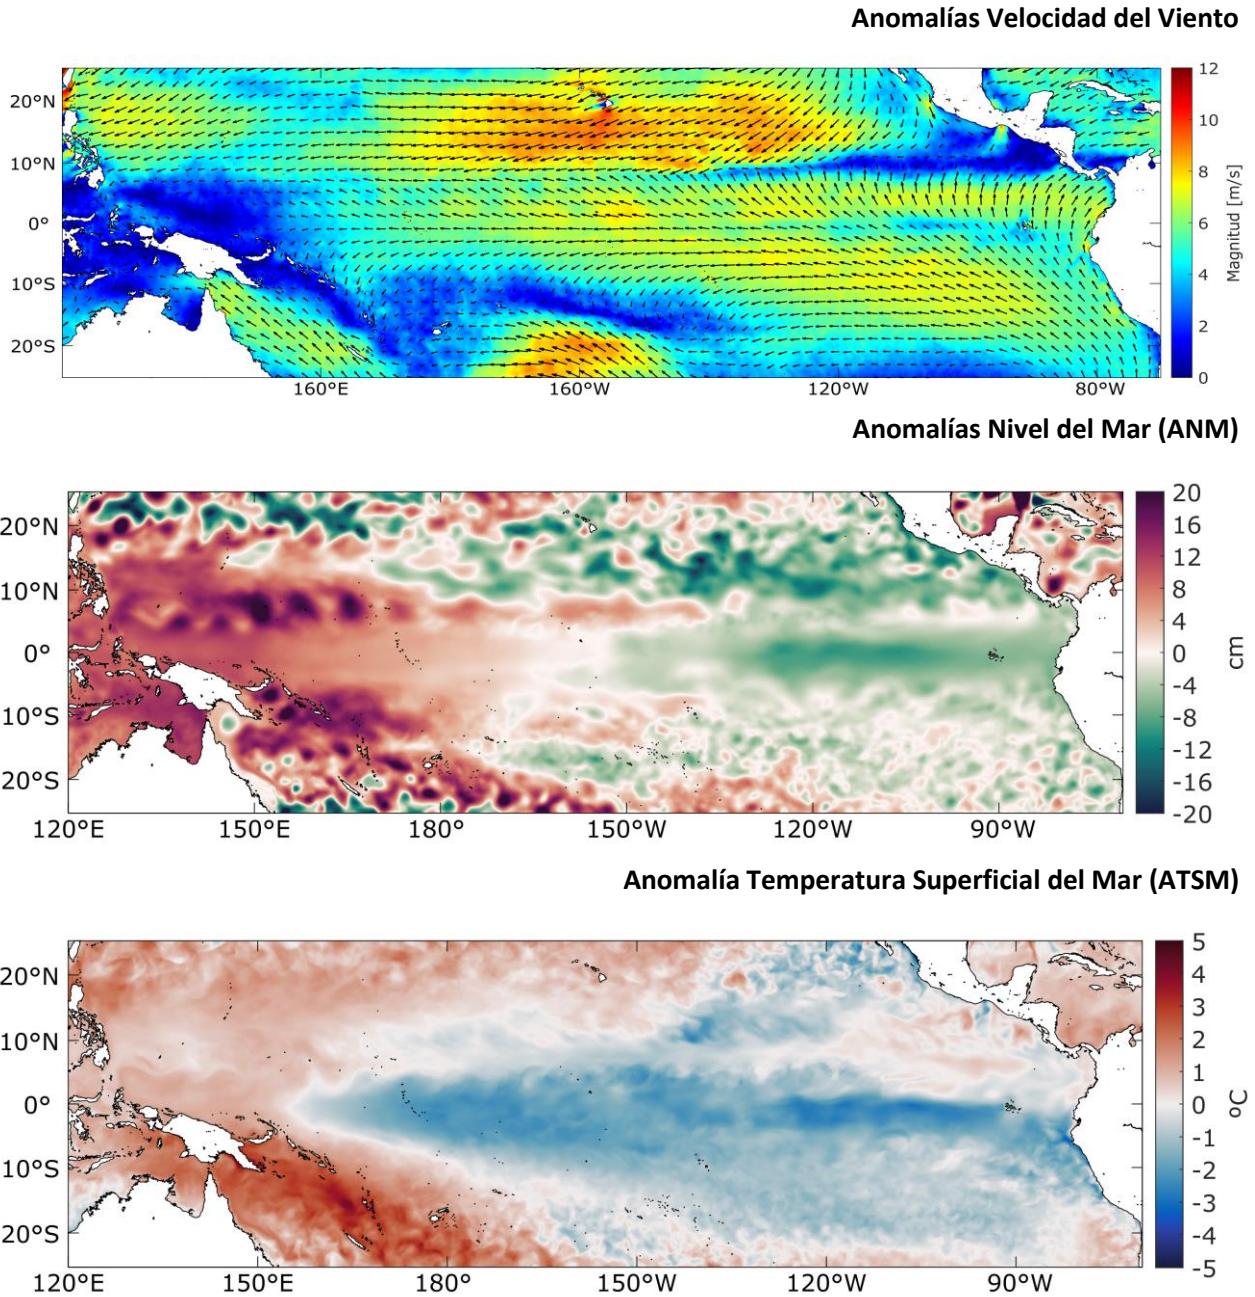 Anomalías Velocidad del Viento
20°N
10°N
0°
10°S
20°S
160°E 160°W 120°W 80°W
12
10
8
6
4
2
0
Magnitud [m/s]
Anomalías Nivel del Mar (ANM)
20°N
10°N
0°
10°S
20°S
120°E 150°E 180° 150°W 120°W 90°W
20
16
12
8
4
0
-4
-8
-12
-16
-20
cm
Anomalía Temperatura Superficial del Mar (ATSM)
20°N
10°N
0°
10°S
20°S
120°E 150°E 180° 150°W 120°W 90°W
5
4
3
2
1
0
-1
-2
-3
-4
-5
ºC